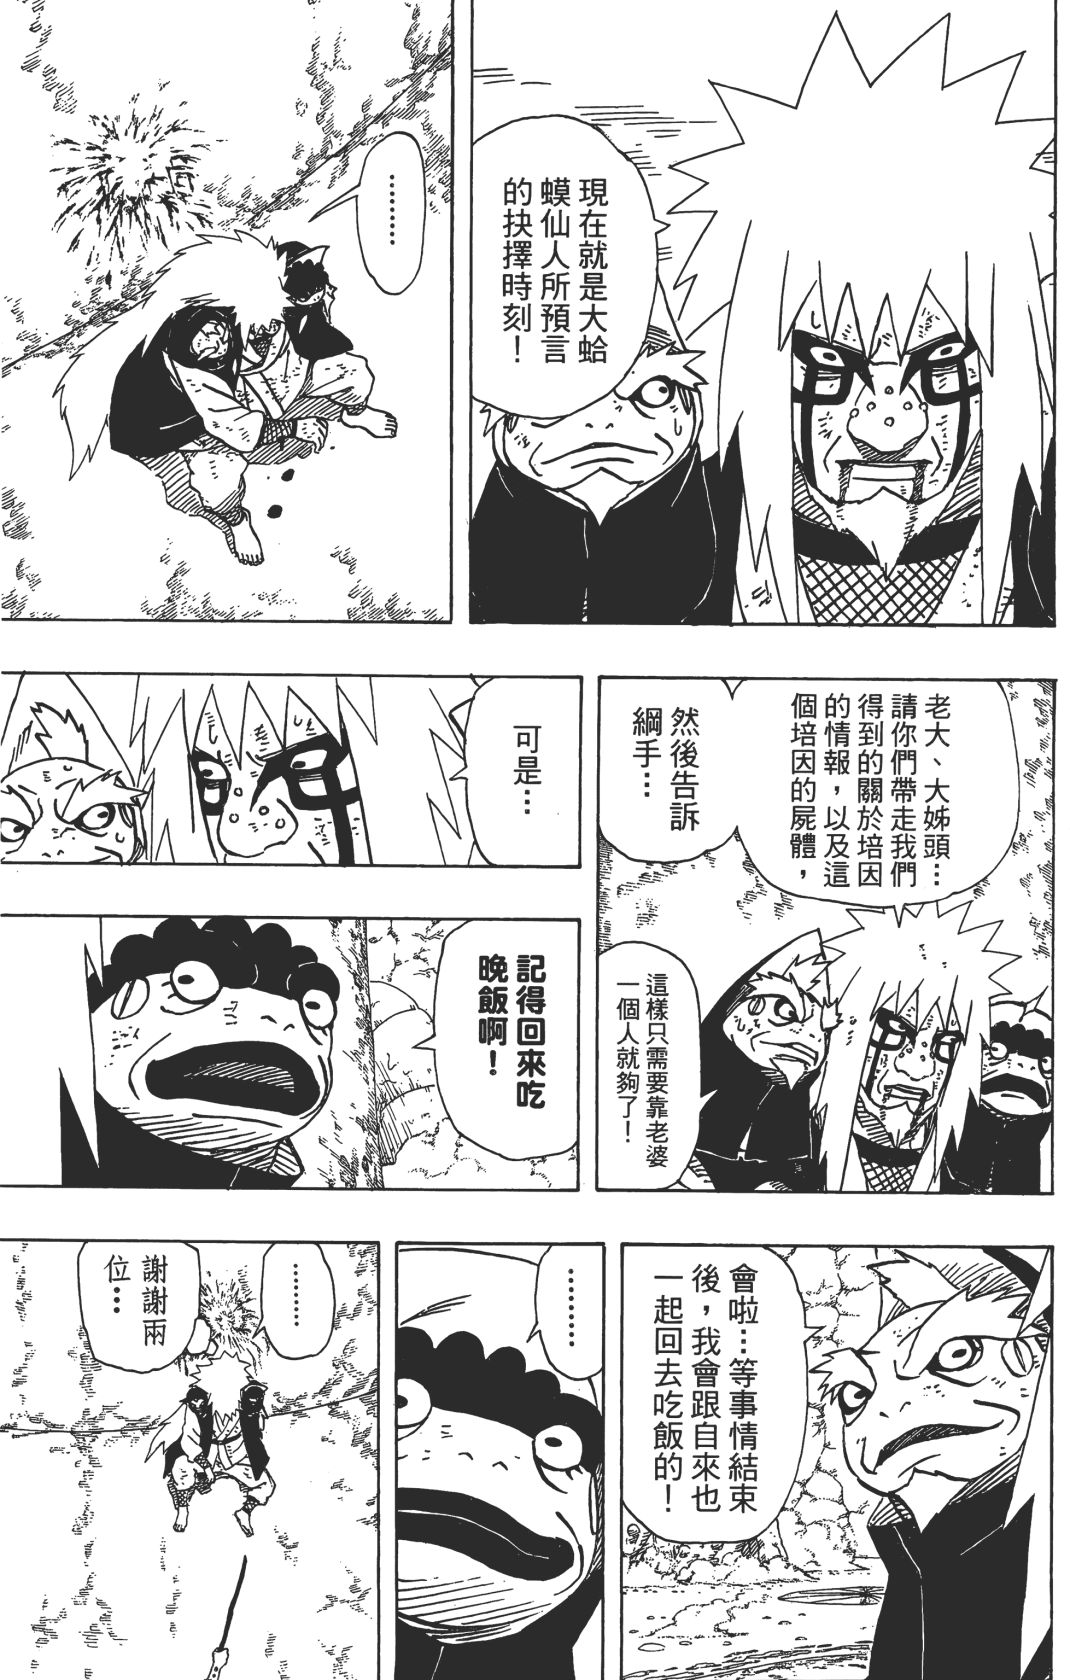 現在就是大蛤
蟆仙人所預言
的抉擇時刻！
………
老大、大姊頭…
請你們帶走我們
得到的關於培因
的情報，以及這
個培因的屍體，
然後告訴
綱手…
這樣只需要靠老婆
一個人就夠了！
可是…
記得回來吃
晚飯啊！
會啦…等事情結束
後，我會跟自來也
一起回去吃飯的！
………
………
謝謝兩
位…